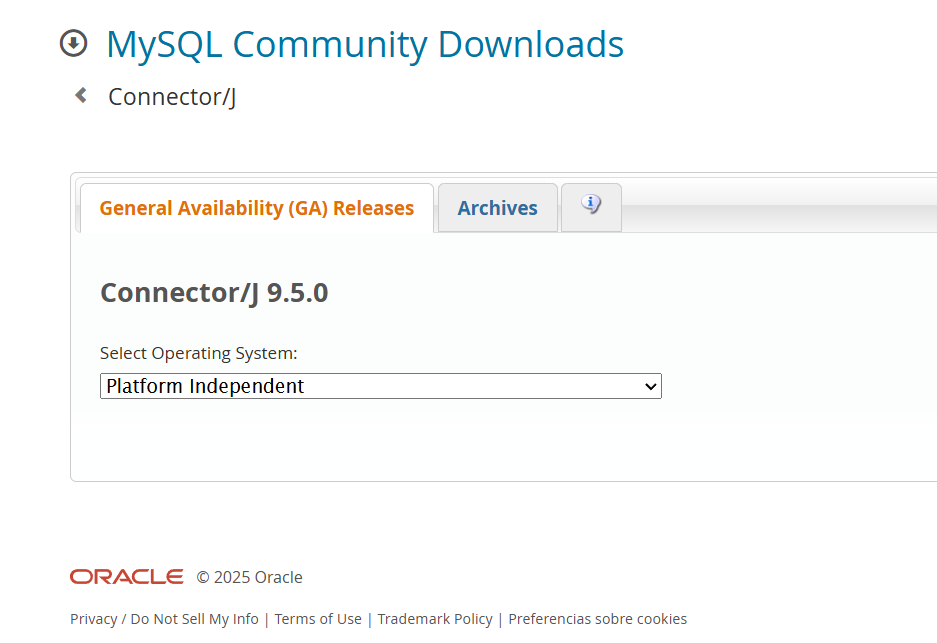 MySQL Community Downloads
Connector/J
General Availability (GA) Releases Archives
Connector/J 9.5.0
Select Operating System:
Platform Independent
ORACLE © 2025 Oracle
Privacy / Do Not Sell My Info | Terms of Use | Trademark Policy | Preferencias sobre cookies